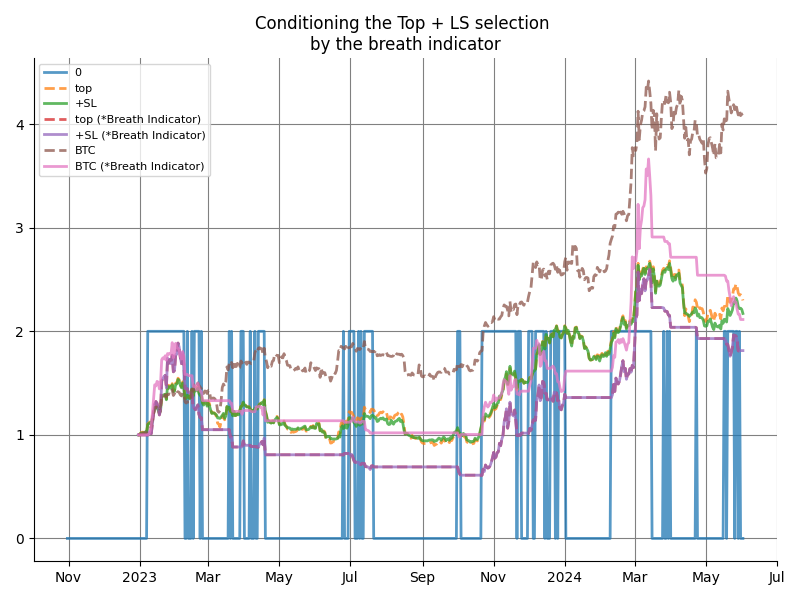 Conditioning the Top + LS selection
by the breath indicator
0
top
+SL
top (*Breath Indicator)
+SL (*Breath Indicator)
BTC
BTC (*Breath Indicator)
4
3
2
1
0
Nov 2023 Mar May Jul Sep Nov 2024 Mar May Jul